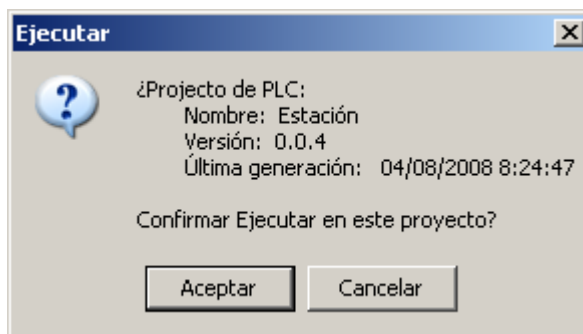 Ejecutar
¿Projecto de PLC:
Nombre: Estación
Versión: 0.0.4
Última generación: 04/08/2008 8:24:47
Confirmar Ejecutar en este proyecto?
Aceptar
Cancelar